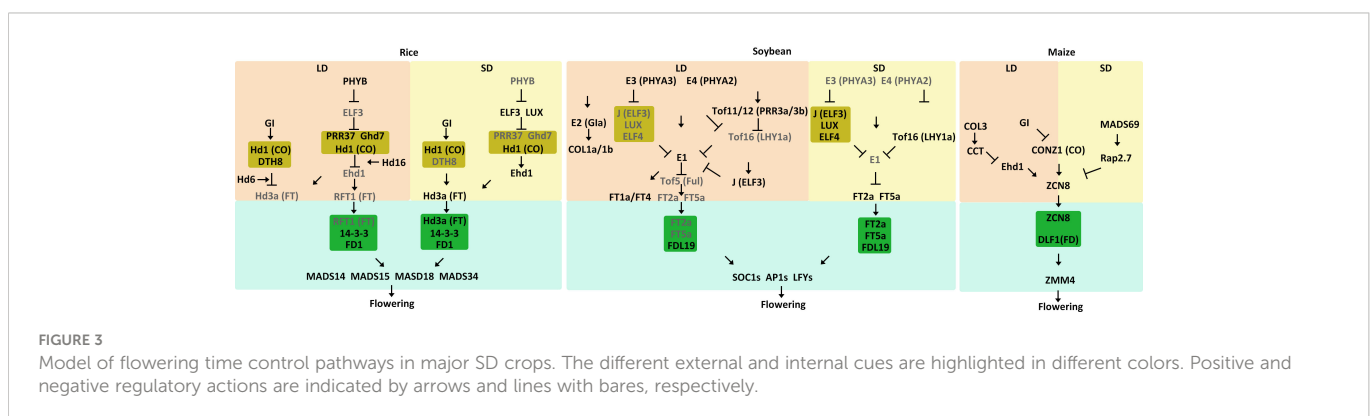 Rice
LD
SD
PHYB
ELF3
GI
PRR37 Ghd7
Hd1 (CO)
Hd1 (CO)
DTH8
Hd16
Hd6
Ehd1
Hd3a (FT)
RFT1 (FT)
RFT1 (FT)
14-3-3
FD1
PHYB
ELF3 LUX
GI
PRR37 Ghd7
Hd1 (CO)
Hd1 (CO)
DTH8
Ehd1
Hd3a (FT)
Hd3a (FT)
14-3-3
FD1
MADS14 MADS15 MASD18 MADS34
Flowering
Soybean
LD
SD
E3 (PHYA3) E4 (PHYA2)
J (ELF3)
LUX
ELF4
Tof11/12 (PRR3a/3b)
E2 (GIa)
Tof16 (LHY1a)
COL1a/1b
E1
Tof5 (Ful)
J (ELF3)
FT1a/FT4
FT2a FT5a
FT2a
FT5a
FDL19
E3 (PHYA3) E4 (PHYA2)
J (ELF3)
LUX
ELF4
Tof16 (LHY1a)
E1
FT2a FT5a
FT2a
FT5a
FDL19
SOC1s AP1s LFYs
Flowering
Maize
LD
SD
COL3
GI
MADS69
CCT
CONZ1 (CO)
Rap2.7
Ehd1
ZCN8
ZCN8
DLF1(FD)
ZMM4
Flowering
FIGURE 3
Model of flowering time control pathways in major SD crops. The different external and internal cues are highlighted in different colors. Positive and
negative regulatory actions are indicated by arrows and lines with bares, respectively.